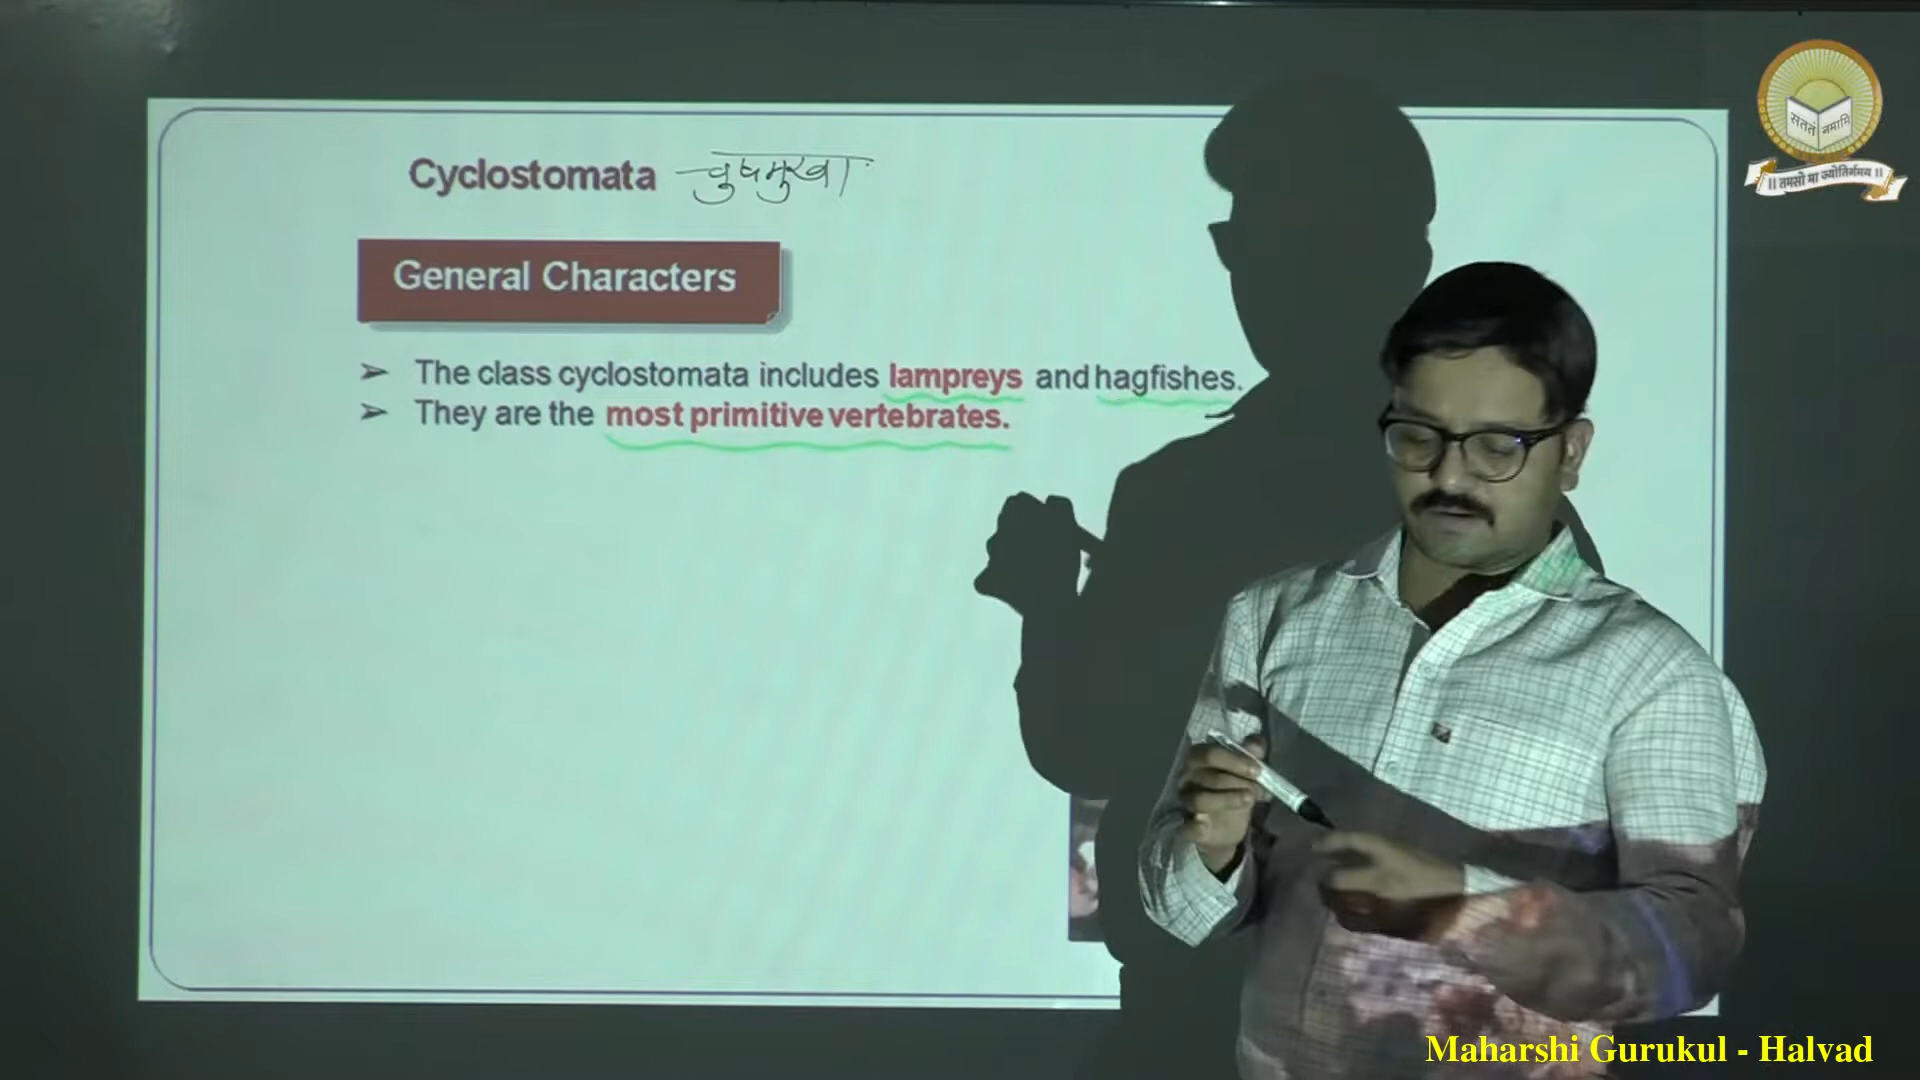 Cyclostomata - चुषमुखा
General Characters
➢ The class cyclostomata includes lampreys and hagfishes.
➢ They are the most primitive vertebrates.
सततं नमामि
॥ तमसो मा ज्योतिर्गमय ॥
Maharshi Gurukul - Halvad